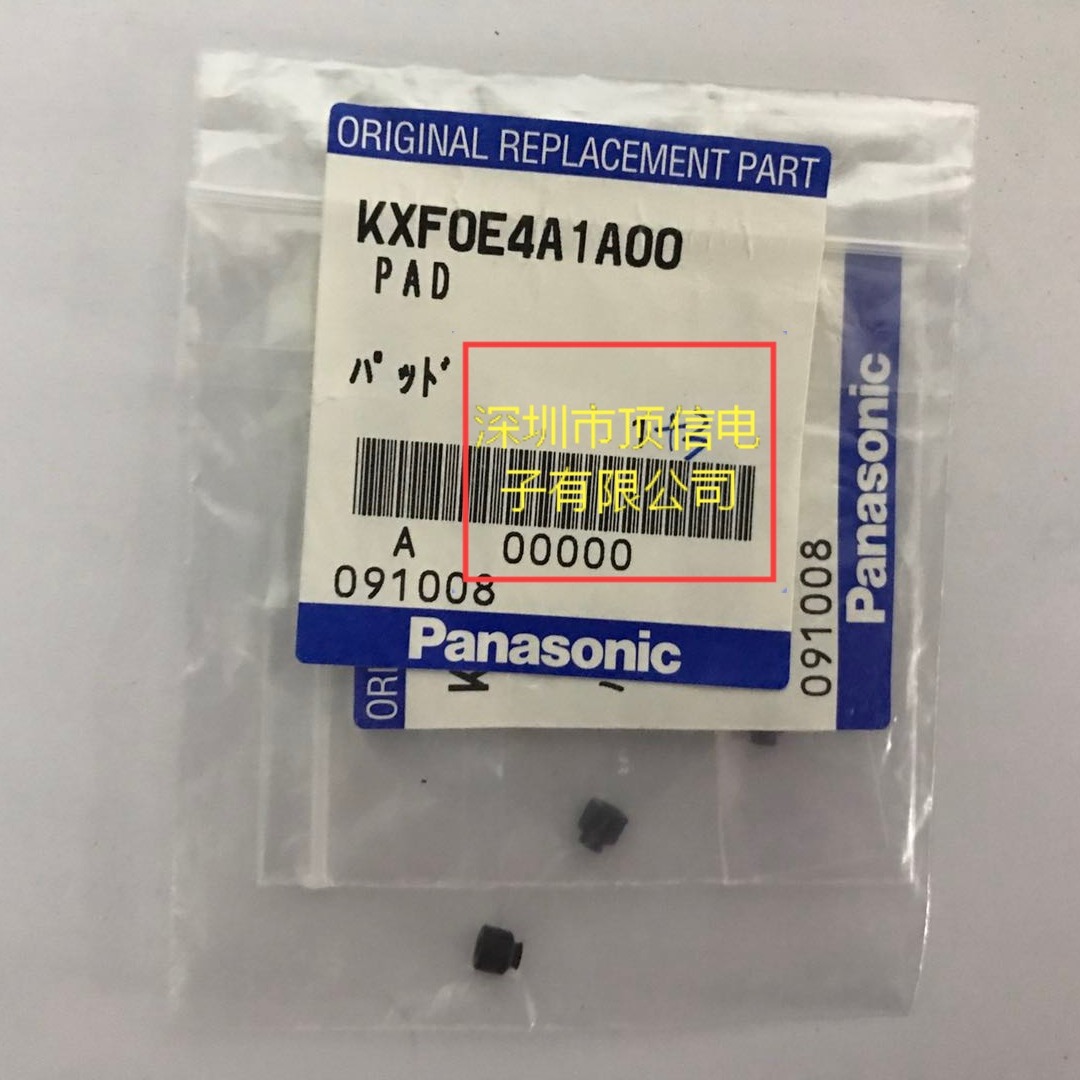 ORIGINAL REPLACEMENT PART
KXF0E4A1A00
PAD
パッド
深圳市顶信电
子有限公司
A 00000
091008
Panasonic
Panasonic
091008
ORI